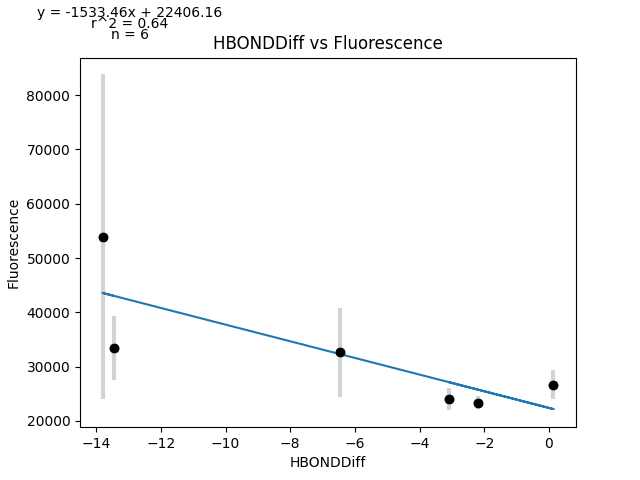 y = -1533.46x + 22406.16
r^2 = 0.64
n = 6
HBONDDiff vs Fluorescence
80000
70000
60000
50000
40000
30000
20000
Fluorescence
−14
−12
−10
−8
−6
−4
−2
0
HBONDDiff